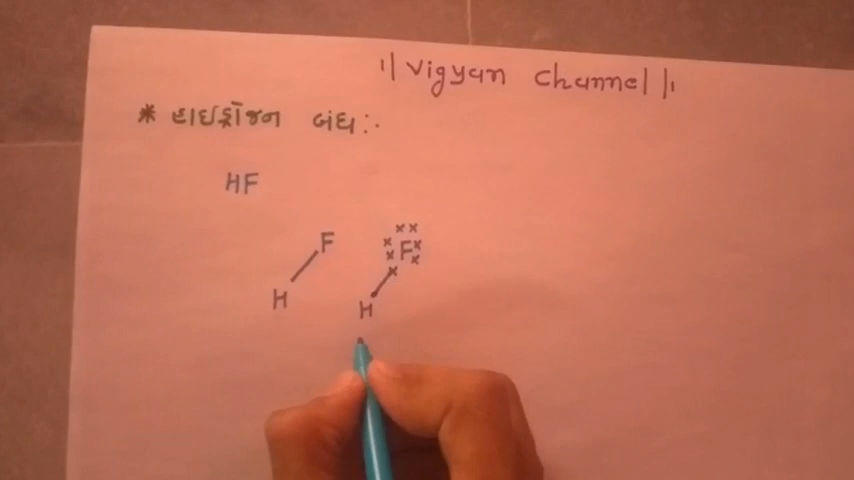 ॥ Vigyan Channel ॥
* હાઇડ્રોજન બંધ :-
HF
F F
H H